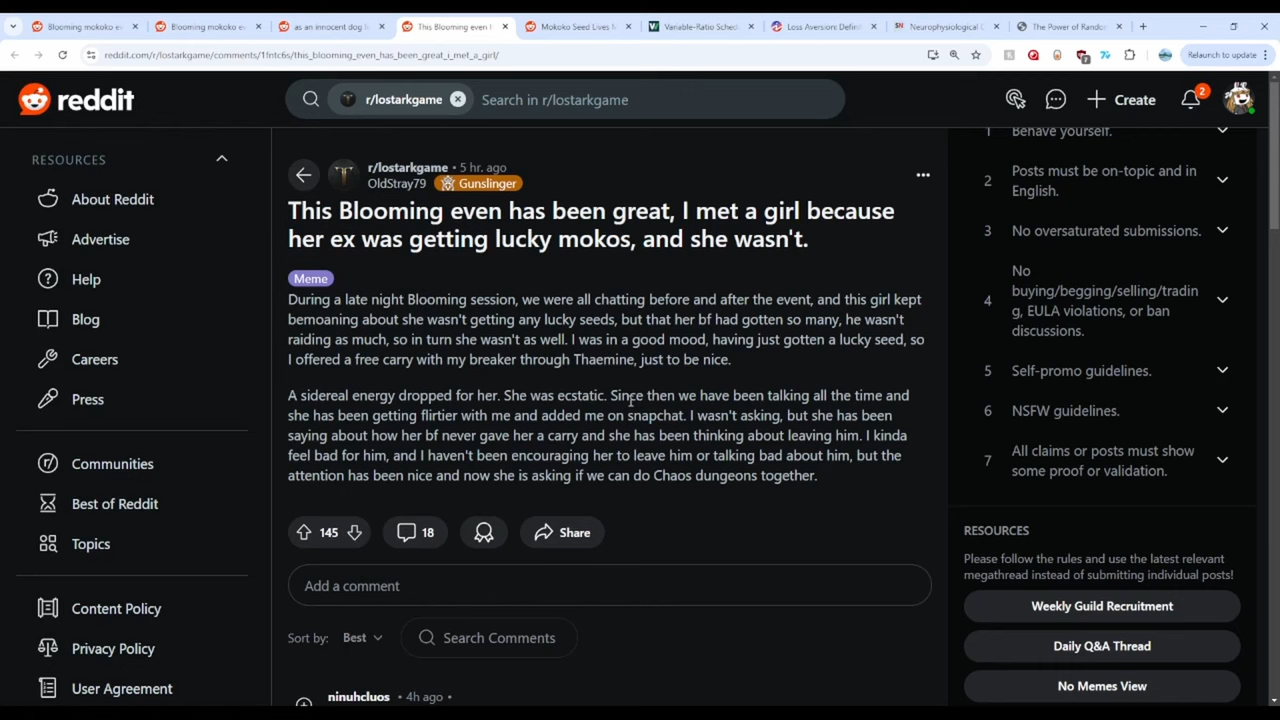 Blooming mokoko e
Blooming mokoko ev
as an innocent dog l
This Blooming even h
Mokoko Seed Lives M
Variable-Ratio Sched
Loss Aversion: Defini
Neurophysiological C
The Power of Randor
reddit.com/r/lostarkgame/comments/1fntc6s/this_blooming_even_has_been_great_i_met_a_girl/
Relaunch to update
reddit
r/lostarkgame
Search in r/lostarkgame
Create
2
RESOURCES
About Reddit
Advertise
Help
Blog
Careers
Press
Communities
Best of Reddit
Topics
Content Policy
Privacy Policy
User Agreement
r/lostarkgame • 5 hr. ago
OldStray79 Gunslinger
This Blooming even has been great, I met a girl because
her ex was getting lucky mokos, and she wasn't.
Meme
During a late night Blooming session, we were all chatting before and after the event, and this girl kept
bemoaning about she wasn't getting any lucky seeds, but that her bf had gotten so many, he wasn't
raiding as much, so in turn she wasn't as well. I was in a good mood, having just gotten a lucky seed, so
I offered a free carry with my breaker through Thaemine, just to be nice.
A sidereal energy dropped for her. She was ecstatic. Since then we have been talking all the time and
she has been getting flirtier with me and added me on snapchat. I wasn't asking, but she has been
saying about how her bf never gave her a carry and she has been thinking about leaving him. I kinda
feel bad for him, and I haven't been encouraging her to leave him or talking bad about him, but the
attention has been nice and now she is asking if we can do Chaos dungeons together.
145
18
Share
Add a comment
Sort by: Best
Search Comments
ninuhcluos • 4h ago •
1 Behave yourself.
2 Posts must be on-topic and in
English.
3 No oversaturated submissions.
4 No
buying/begging/selling/tradin
g, EULA violations, or ban
discussions.
5 Self-promo guidelines.
6 NSFW guidelines.
7 All claims or posts must show
some proof or validation.
RESOURCES
Please follow the rules and use the latest relevant
megathread instead of submitting individual posts!
Weekly Guild Recruitment
Daily Q&A Thread
No Memes View